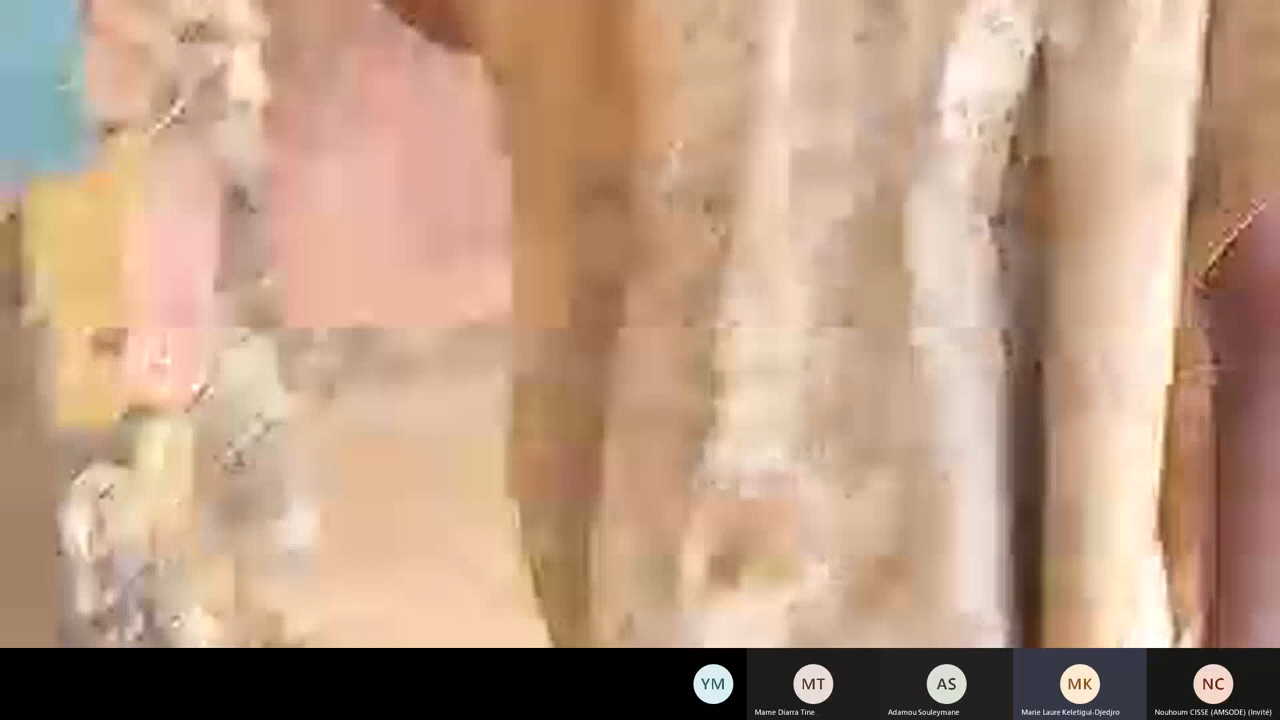 YM
MT
AS
MK
NC
Mame Diarra Tine
Adamou Souleymane
Marie Laure Keletigui-Djedjro
Nouhoum CISSE (AMSODE) (Invité)